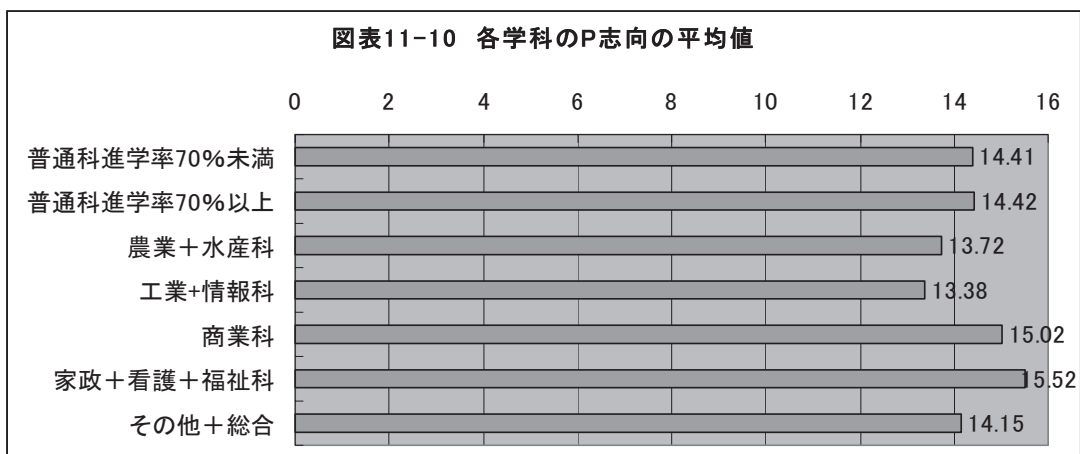 図表11-10 各学科のP志向の平均値
0 2 4 6 8 10 12 14 16
普通科進学率70%未満 14.41
普通科進学率70%以上 14.42
農業＋水産科 13.72
工業+情報科 13.38
商業科 15.02
家政＋看護＋福祉科 15.52
その他＋総合 14.15